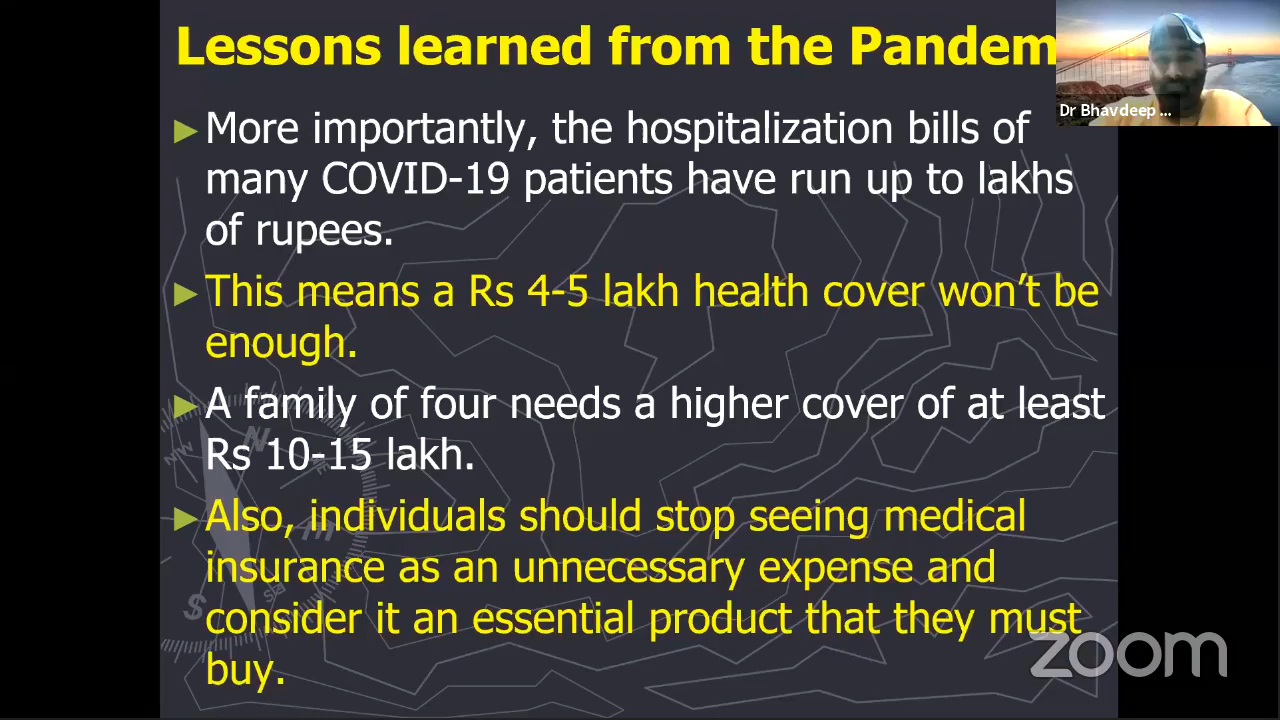 Lessons learned from the Pandem
Dr Bhavdeep ...
►More importantly, the hospitalization bills of
many COVID-19 patients have run up to lakhs
of rupees.
►This means a Rs 4-5 lakh health cover won’t be
enough.
►A family of four needs a higher cover of at least
Rs 10-15 lakh.
►Also, individuals should stop seeing medical
insurance as an unnecessary expense and
consider it an essential product that they must
buy.
N
NW
E
SE
S
zoom